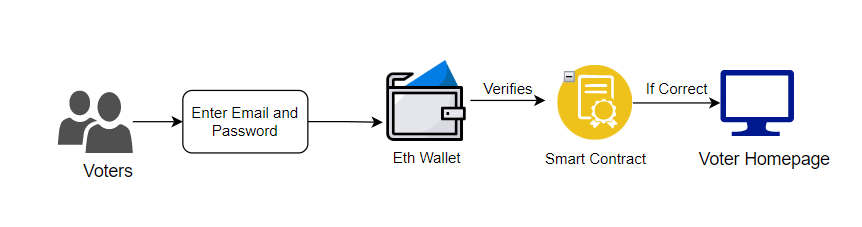 Voters
Enter Email and
Password
Eth Wallet
Verifies
Smart Contract
If Correct
Voter Homepage